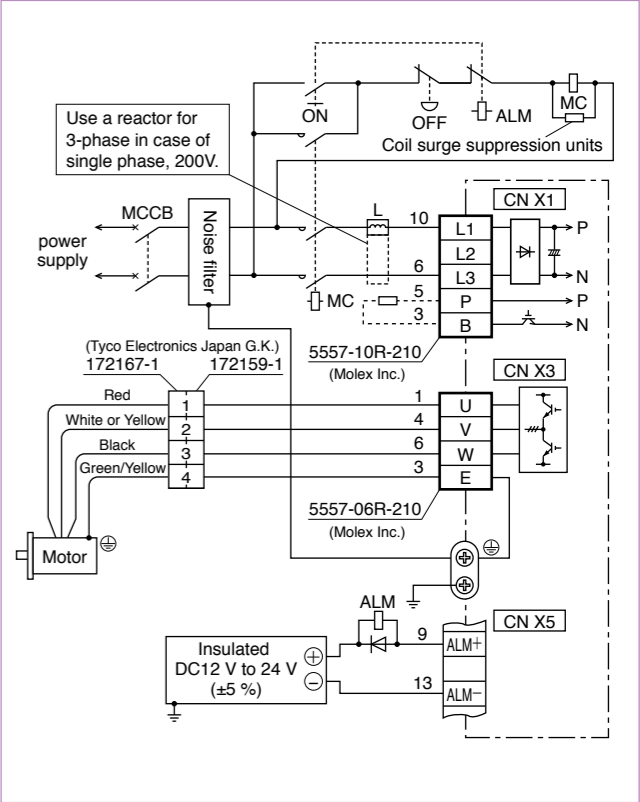 ON
OFF
ALM
MC
Coil surge suppression units
Use a reactor for
3-phase in case of
single phase, 200V.
CN X1
MCCB
Noise filter
L
10
L1
P
power
supply
L2
6
L3
N
MC
5
P
P
3
B
N
(Tyco Electronics Japan G.K.)
172167-1
172159-1
5557-10R-210
(Molex Inc.)
CN X3
Red
1
1
U
White or Yellow
2
4
V
Black
3
6
W
Green/Yellow
4
3
E
5557-06R-210
(Molex Inc.)
Motor
ALM
CN X5
Insulated
DC12 V to 24 V
(±5 %)
+
−
9
ALM+
13
ALM−